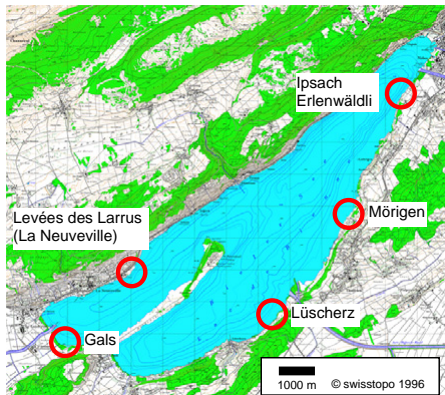 Ipsach
Erlenwäldli
Levées des Larrus
(La Neuveville)
Mörigen
Lüscherz
Gals
1000 m © swisstopo 1996